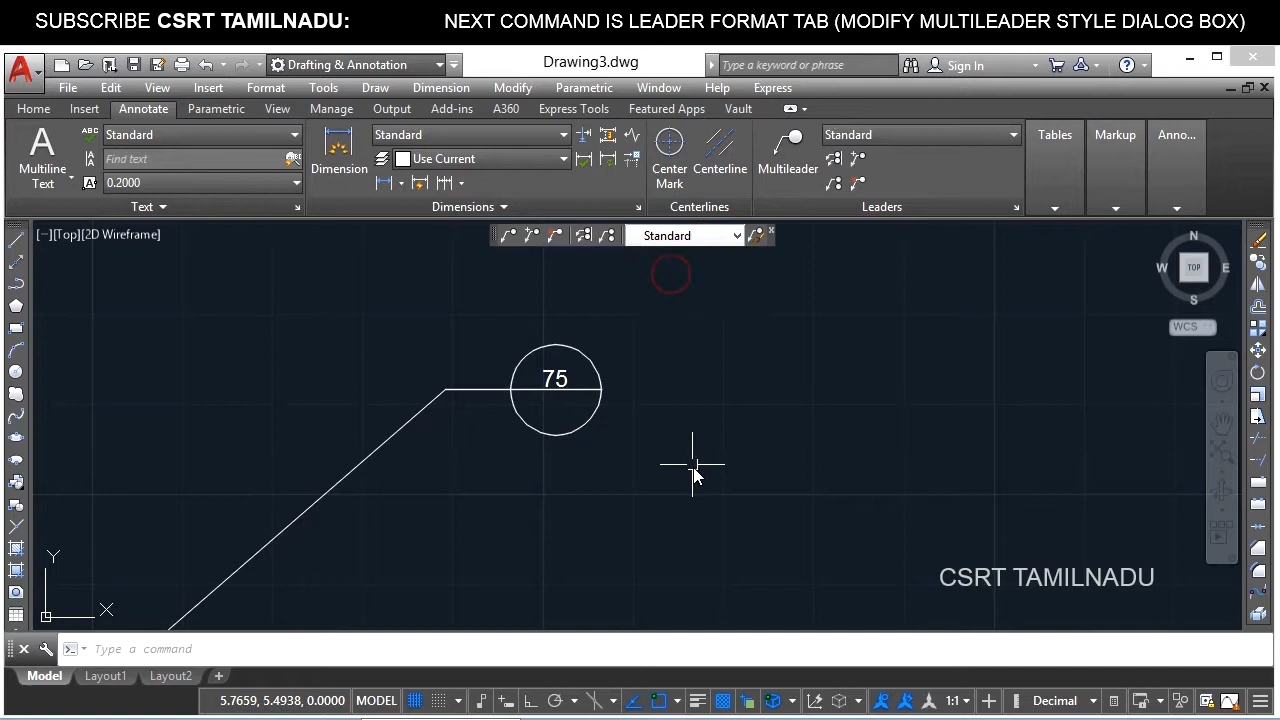 SUBSCRIBE CSRT TAMILNADU: NEXT COMMAND IS LEADER FORMAT TAB (MODIFY MULTILEADER STYLE DIALOG BOX)
Drafting & Annotation Drawing3.dwg Type a keyword or phrase Sign In
File Edit View Insert Format Tools Draw Dimension Modify Parametric Window Help Express
Home Insert Annotate Parametric View Manage Output Add-ins A360 Express Tools Featured Apps Vault
A ABC Standard Standard Standard Tables Markup Anno...
Find text Use Current
Multiline Text Dimension Center Mark Centerline Multileader
0.2000
Text Dimensions Centerlines Leaders
[−][Top][2D Wireframe] Standard
N
W TOP E
S
WCS
75
Y
X
CSRT TAMILNADU
Type a command
Model Layout1 Layout2 +
5.7659, 5.4938, 0.0000 MODEL 1:1 Decimal